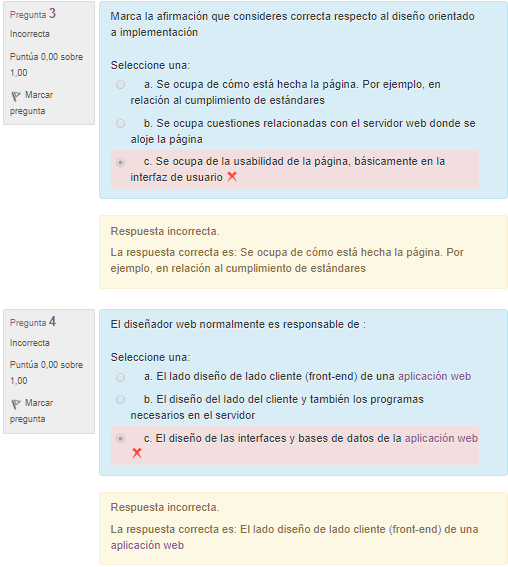 Pregunta 3
Incorrecta
Puntúa 0,00 sobre
1,00
Marcar
pregunta
Marca la afirmación que consideres correcta respecto al diseño orientado
a implementación
Seleccione una:
a. Se ocupa de cómo está hecha la página. Por ejemplo, en
relación al cumplimiento de estándares
b. Se ocupa cuestiones relacionadas con el servidor web donde se
aloje la página
c. Se ocupa de la usabilidad de la página, básicamente en la
interfaz de usuario
Respuesta incorrecta.
La respuesta correcta es: Se ocupa de cómo está hecha la página. Por
ejemplo, en relación al cumplimiento de estándares
Pregunta 4
Incorrecta
Puntúa 0,00 sobre
1,00
Marcar
pregunta
El diseñador web normalmente es responsable de :
Seleccione una:
a. El lado diseño de lado cliente (front-end) de una aplicación web
b. El diseño del lado del cliente y también los programas
necesarios en el servidor
c. El diseño de las interfaces y bases de datos de la aplicación web
Respuesta incorrecta.
La respuesta correcta es: El lado diseño de lado cliente (front-end) de una
aplicación web